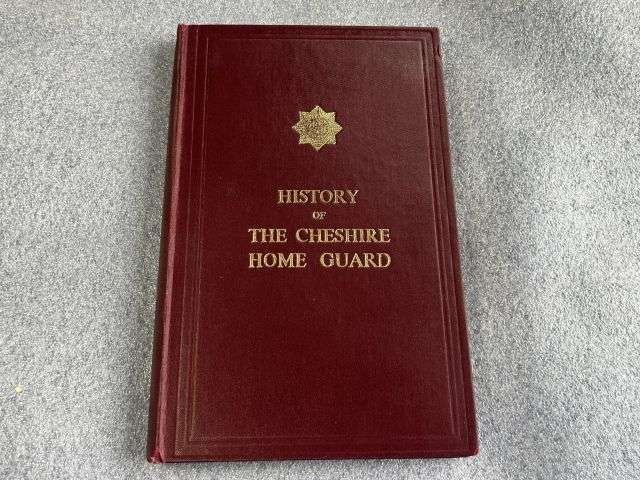 HISTORY
OF
THE CHESHIRE
HOME GUARD